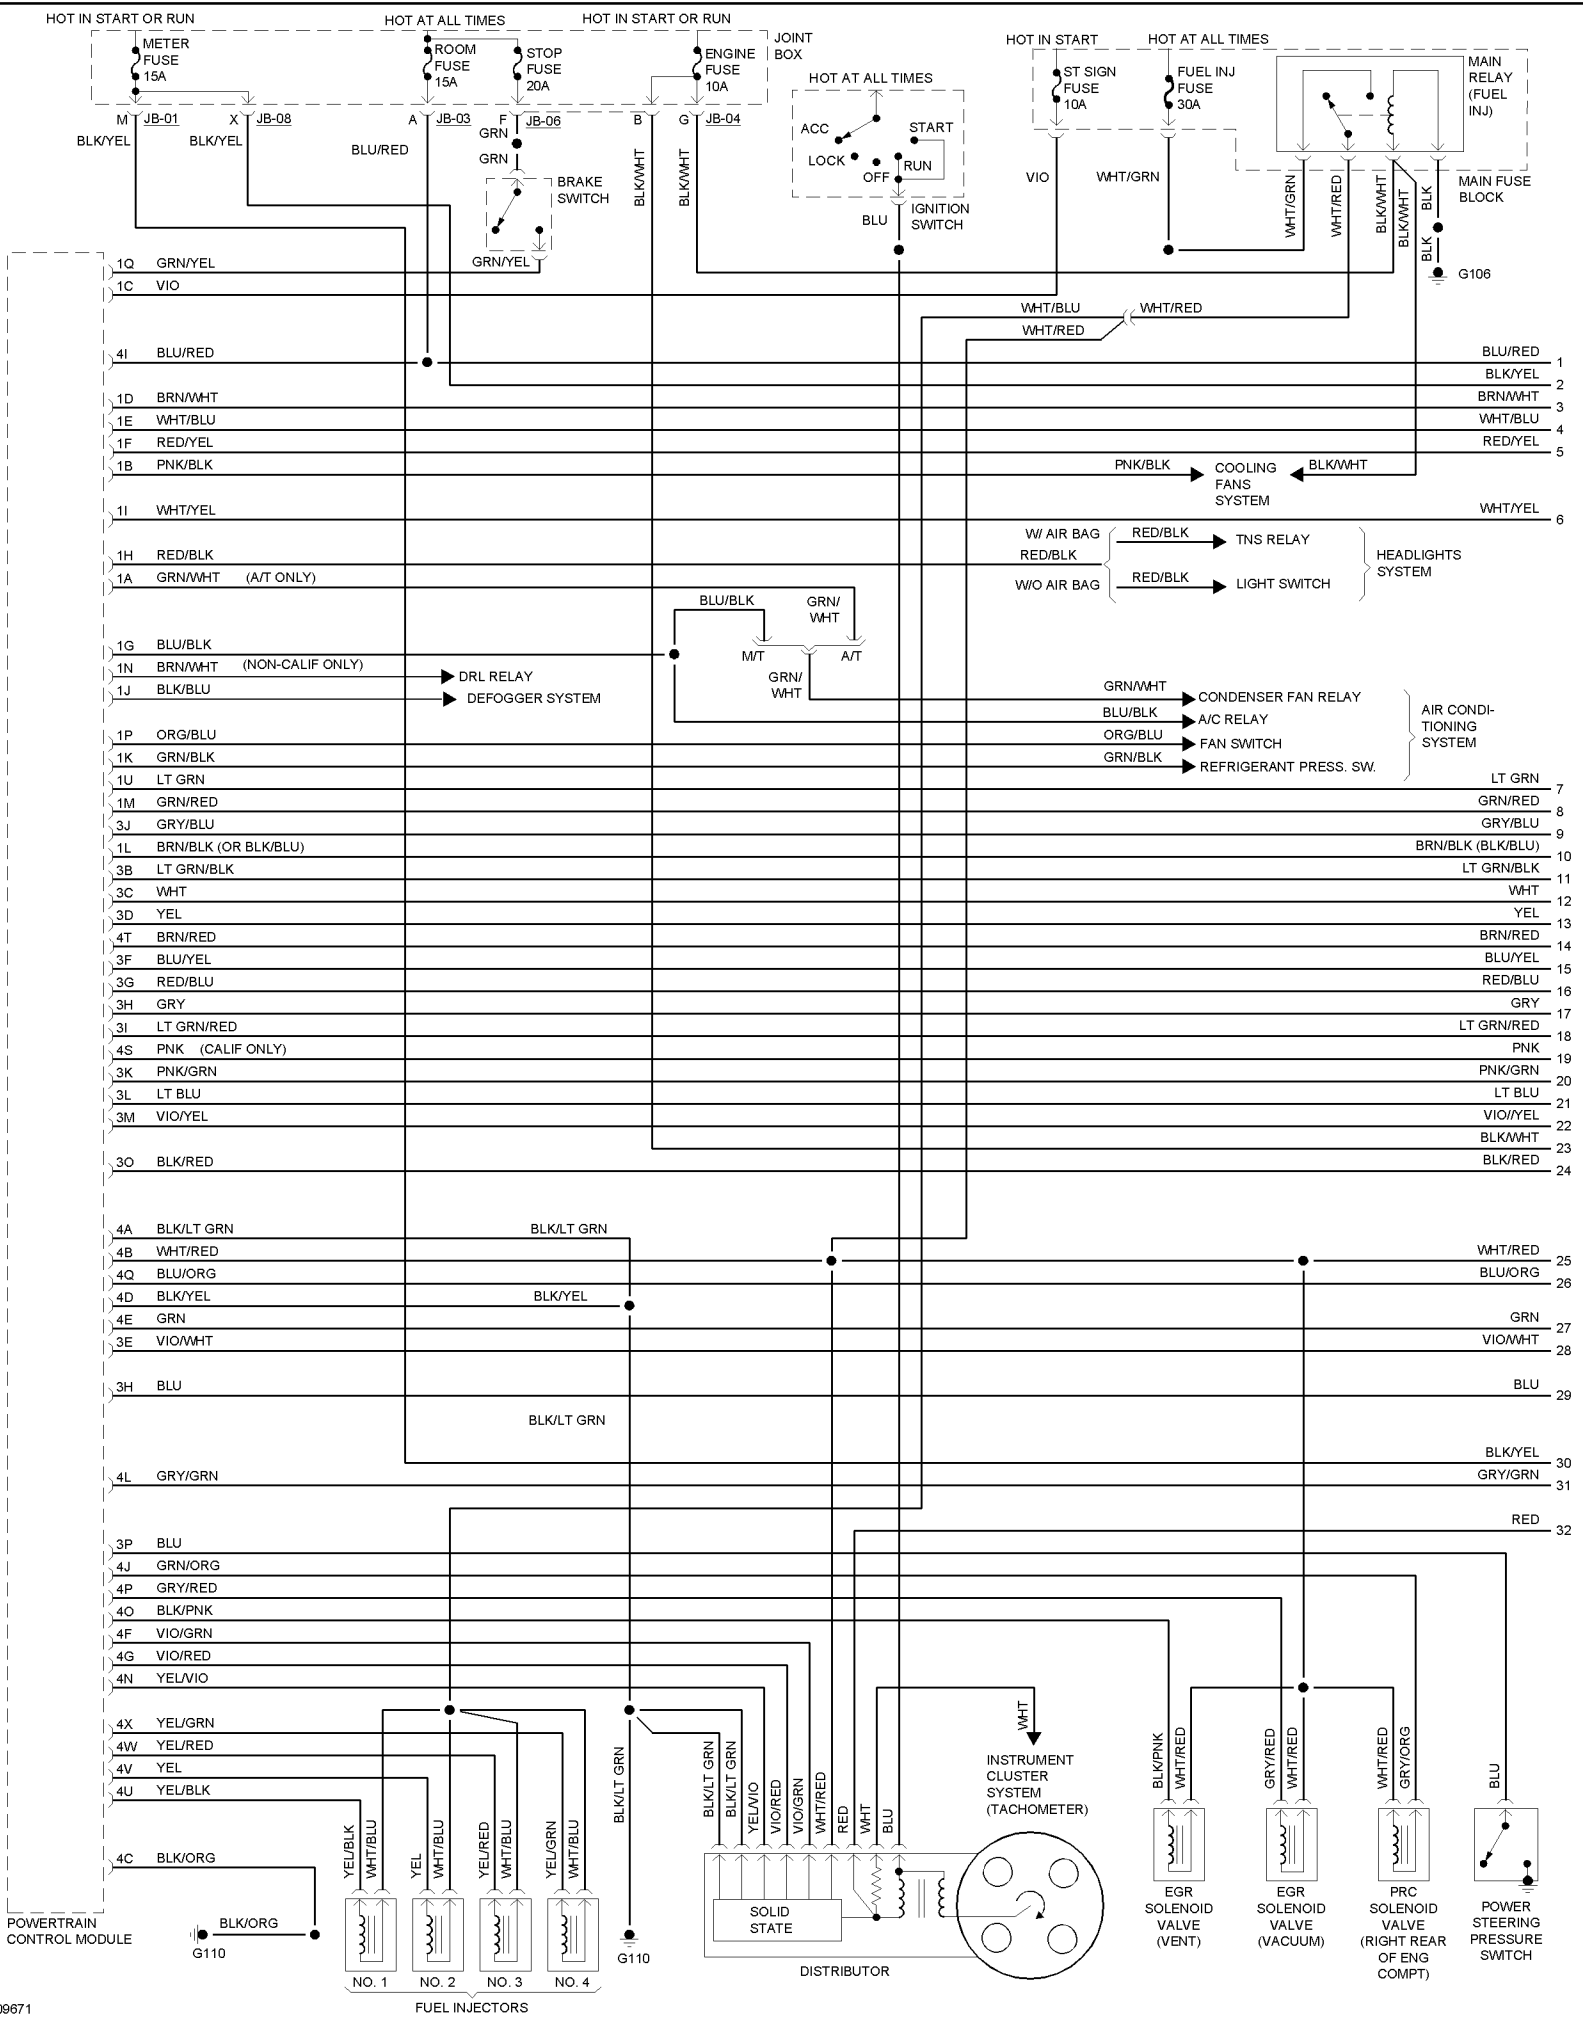 HOT IN START OR RUN
HOT AT ALL TIMES
HOT IN START OR RUN
METER
FUSE
15A
ROOM
FUSE
15A
STOP
FUSE
20A
ENGINE
FUSE
10A
JOINT
BOX
M
JB-01
X
JB-08
A
JB-03
F
JB-06
B
G
JB-04
BLK/YEL
BLK/YEL
BLU/RED
GRN
GRN
BLK/WHT
BLK/WHT
BRAKE
SWITCH
GRN/YEL
HOT AT ALL TIMES
ACC
LOCK
OFF
RUN
START
BLU
IGNITION
SWITCH
HOT IN START
HOT AT ALL TIMES
ST SIGN
FUSE
10A
FUEL INJ
FUSE
30A
MAIN
RELAY
(FUEL
INJ)
VIO
WHT/GRN
WHT/GRN
WHT/RED
BLK/WHT
BLK/WHT
BLK
BLK
MAIN FUSE
BLOCK
G106
WHT/BLU
WHT/RED
WHT/RED
1Q GRN/YEL
1C VIO
4I BLU/RED
BLU/RED 1
BLK/YEL 2
1D BRN/WHT
BRN/WHT 3
1E WHT/BLU
WHT/BLU 4
1F RED/YEL
RED/YEL 5
1B PNK/BLK
PNK/BLK
COOLING
FANS
SYSTEM
BLK/WHT
1I WHT/YEL
WHT/YEL 6
W/ AIR BAG
RED/BLK
TNS RELAY
1H RED/BLK
RED/BLK
HEADLIGHTS
SYSTEM
W/O AIR BAG
RED/BLK
LIGHT SWITCH
1A GRN/WHT (A/T ONLY)
BLU/BLK
GRN/
WHT
M/T
A/T
GRN/
WHT
1G BLU/BLK
1N BRN/WHT (NON-CALIF ONLY)
DRL RELAY
1J BLK/BLU
DEFOGGER SYSTEM
GRN/WHT
CONDENSER FAN RELAY
BLU/BLK
A/C RELAY
ORG/BLU
FAN SWITCH
GRN/BLK
REFRIGERANT PRESS. SW.
AIR CONDI-
TIONING
SYSTEM
1P ORG/BLU
1K GRN/BLK
1U LT GRN
LT GRN 7
1M GRN/RED
GRN/RED 8
3J GRY/BLU
GRY/BLU 9
1L BRN/BLK (OR BLK/BLU)
BRN/BLK (BLK/BLU) 10
3B LT GRN/BLK
LT GRN/BLK 11
3C WHT
WHT 12
3D YEL
YEL 13
4T BRN/RED
BRN/RED 14
3F BLU/YEL
BLU/YEL 15
3G RED/BLU
RED/BLU 16
3H GRY
GRY 17
3I LT GRN/RED
LT GRN/RED 18
4S PNK (CALIF ONLY)
PNK 19
3K PNK/GRN
PNK/GRN 20
3L LT BLU
LT BLU 21
3M VIO/YEL
VIO//YEL 22
BLK/WHT 23
3O BLK/RED
BLK/RED 24
4A BLK/LT GRN
BLK/LT GRN
4B WHT/RED
WHT/RED 25
4Q BLU/ORG
BLU/ORG 26
4D BLK/YEL
BLK/YEL
4E GRN
GRN 27
3E VIO/WHT
VIO/WHT 28
3H BLU
BLU 29
BLK/LT GRN
BLK/YEL 30
4L GRY/GRN
GRY/GRN 31
RED 32
3P BLU
4J GRN/ORG
4P GRY/RED
4O BLK/PNK
4F VIO/GRN
4G VIO/RED
4N YEL/VIO
4X YEL/GRN
4W YEL/RED
4V YEL
4U YEL/BLK
4C BLK/ORG
BLK/ORG
G110
POWERTRAIN
CONTROL MODULE
YEL/BLK
WHT/BLU
YEL
WHT/BLU
YEL/RED
WHT/BLU
YEL/GRN
WHT/BLU
NO. 1
NO. 2
NO. 3
NO. 4
FUEL INJECTORS
BLK/LT GRN
G110
BLK/LT GRN
BLK/LT GRN
YEL/VIO
VIO/RED
VIO/GRN
WHT/RED
RED
WHT
BLU
SOLID
STATE
DISTRIBUTOR
WHT
INSTRUMENT
CLUSTER
SYSTEM
(TACHOMETER)
BLK/PNK
WHT/RED
GRY/RED
WHT/RED
WHT/RED
GRY/ORG
BLU
EGR
SOLENOID
VALVE
(VENT)
EGR
SOLENOID
VALVE
(VACUUM)
PRC
SOLENOID
VALVE
(RIGHT REAR
OF ENG
COMPT)
POWER
STEERING
PRESSURE
SWITCH
09671